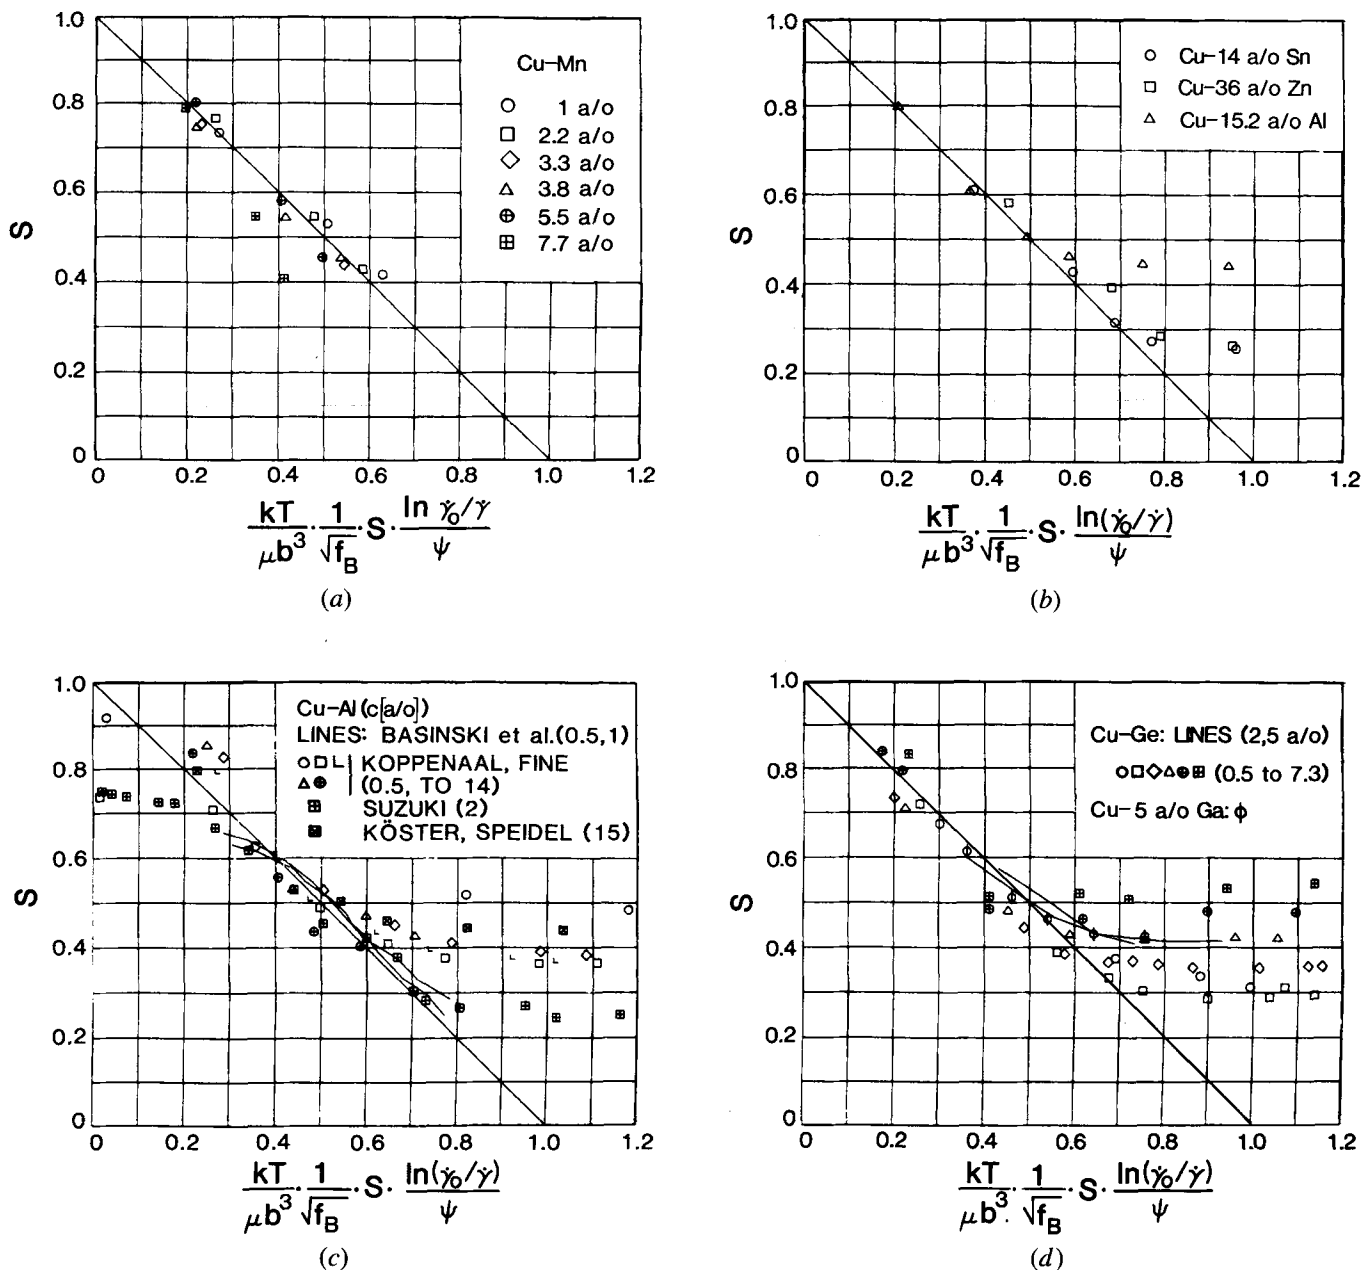 1.0
0.8
0.6
0.4
0.2
0
S
Cu-Mn
1 a/o
2.2 a/o
3.3 a/o
3.8 a/o
5.5 a/o
7.7 a/o
0 0.2 0.4 0.6 0.8 1.0 1.2
kT/μb³ · 1/√f_B · S · ln γ̇₀/γ̇ / ψ
(a)
1.0
0.8
0.6
0.4
0.2
0
S
Cu-14 a/o Sn
Cu-36 a/o Zn
Cu-15.2 a/o Al
0 0.2 0.4 0.6 0.8 1.0 1.2
kT/μb³ · 1/√f_B · S · ln(γ̇₀/γ̇)/ψ
(b)
1.0
0.8
0.6
0.4
0.2
0
S
Cu-Al (c[a/o])
LINES: BASINSKI et al.(0.5,1)
KOPPENAAL, FINE
(0.5, TO 14)
SUZUKI (2)
KÖSTER, SPEIDEL (15)
0 0.2 0.4 0.6 0.8 1.0 1.2
kT/μb³ · 1/√f_B · S · ln(γ̇₀/γ̇)/ψ
(c)
1.0
0.8
0.6
0.4
0.2
0
S
Cu-Ge: LINES (2,5 a/o)
(0.5 to 7.3)
Cu-5 a/o Ga: ϕ
0 0.2 0.4 0.6 0.8 1.0 1.2
kT/μb³ · 1/√f_B · S · ln(γ̇₀/γ̇)/ψ
(d)